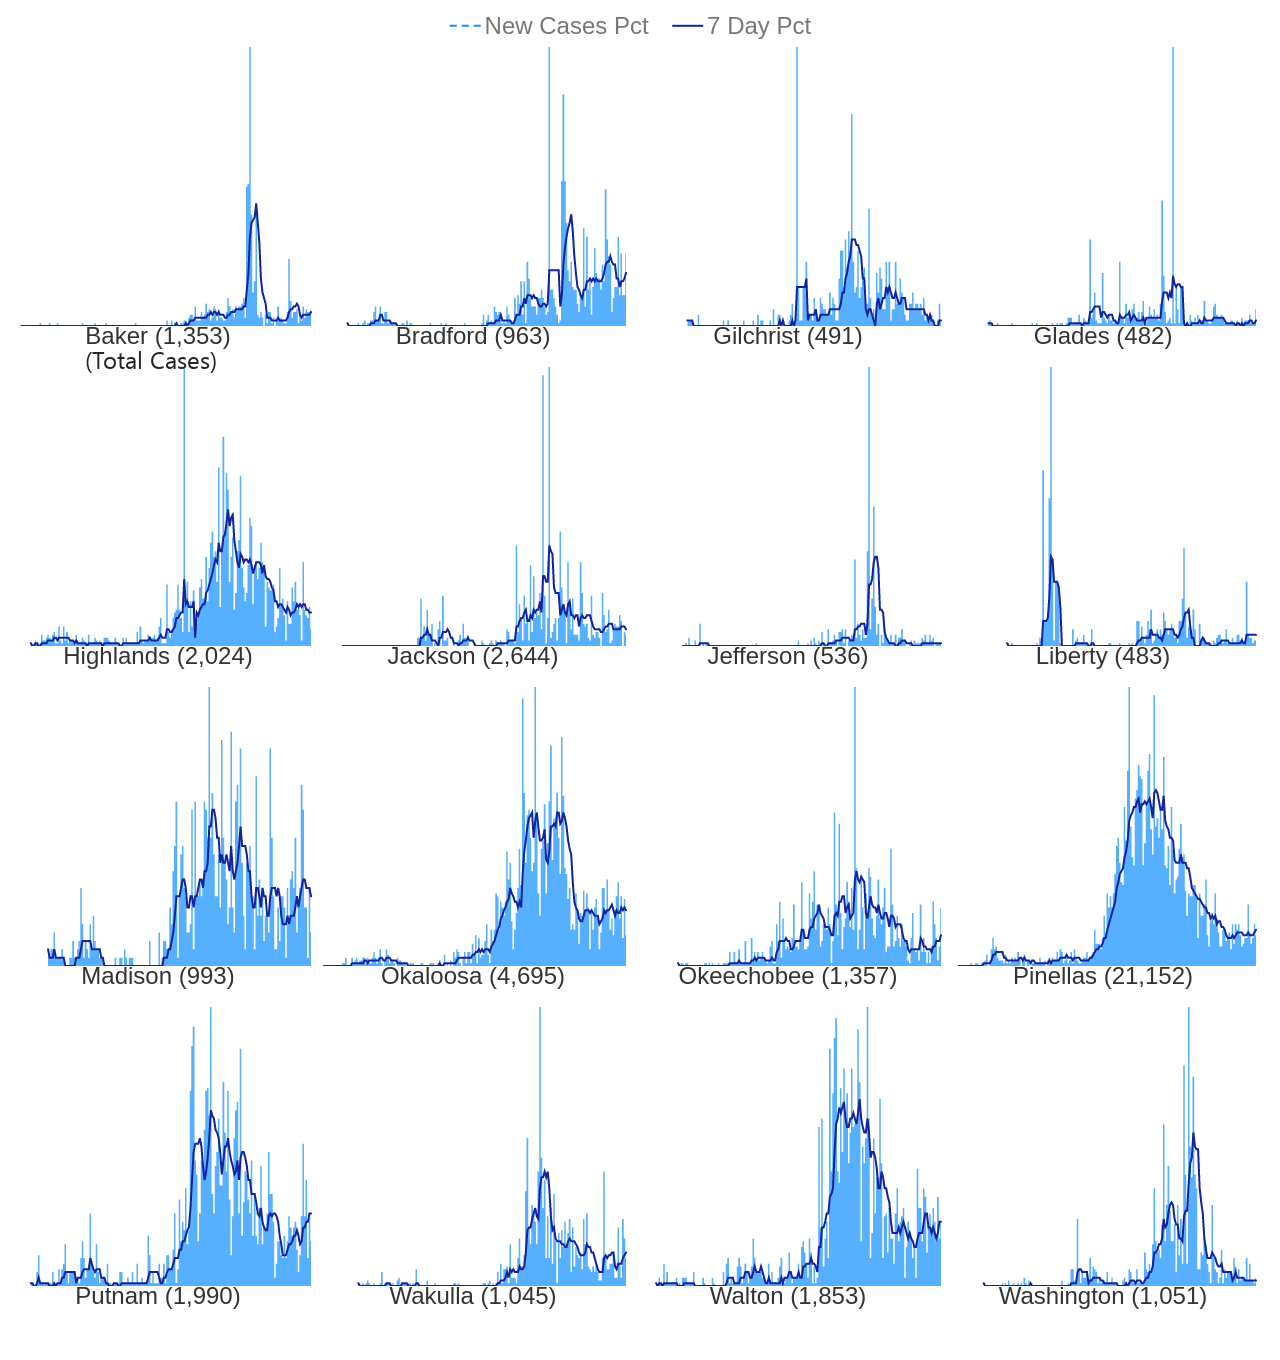 New Cases Pct 7 Day Pct
Baker (1,353) Bradford (963) Gilchrist (491) Glades (482)
(Total Cases)
Highlands (2,024) Jackson (2,644) Jefferson (536) Liberty (483)
Madison (993) Okaloosa (4,695) Okeechobee (1,357) Pinellas (21,152)
Putnam (1,990) Wakulla (1,045) Walton (1,853) Washington (1,051)